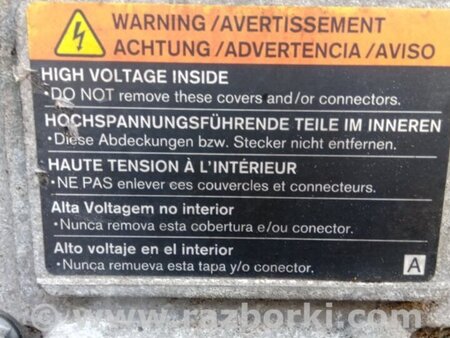 WARNING /AVERTISSEMENT
ACHTUNG /ADVERTENCIA /AVISO
HIGH VOLTAGE INSIDE
•DO NOT remove these covers and/or connectors.
HOCHSPANNUNGSFÜHRENDE TEILE IM INNEREN
•Diese Abdeckungen bzw. Stecker nicht entfernen.
HAUTE TENSION À L'INTÉRIEUR
•NE PAS enlever ces couvercles et connecteurs.
Alta Voltagem no interior
•Nunca remova esta cobertura e/ou conector.
Alto voltaje en el interior
•Nunca remueva esta tapa y/o conector.
A
© www.razborki.com